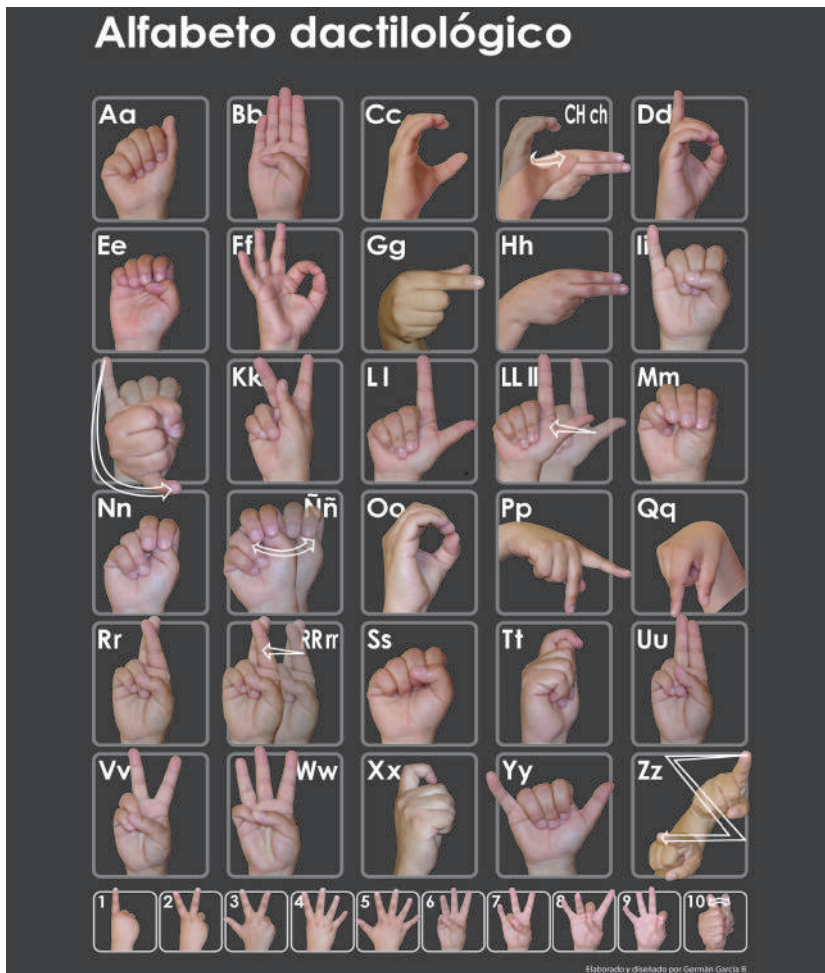 Alfabeto dactilológico
Aa Bb Cc CH ch Dd
Ee Ff Gg Hh Ii
Kk L l LL ll Mm
Nn Ññ Oo Pp Qq
Rr RR rr Ss Tt Uu
Vv Ww Xx Yy Zz
1 2 3 4 5 6 7 8 9 10
Elaborado y diseñado por Germán García B